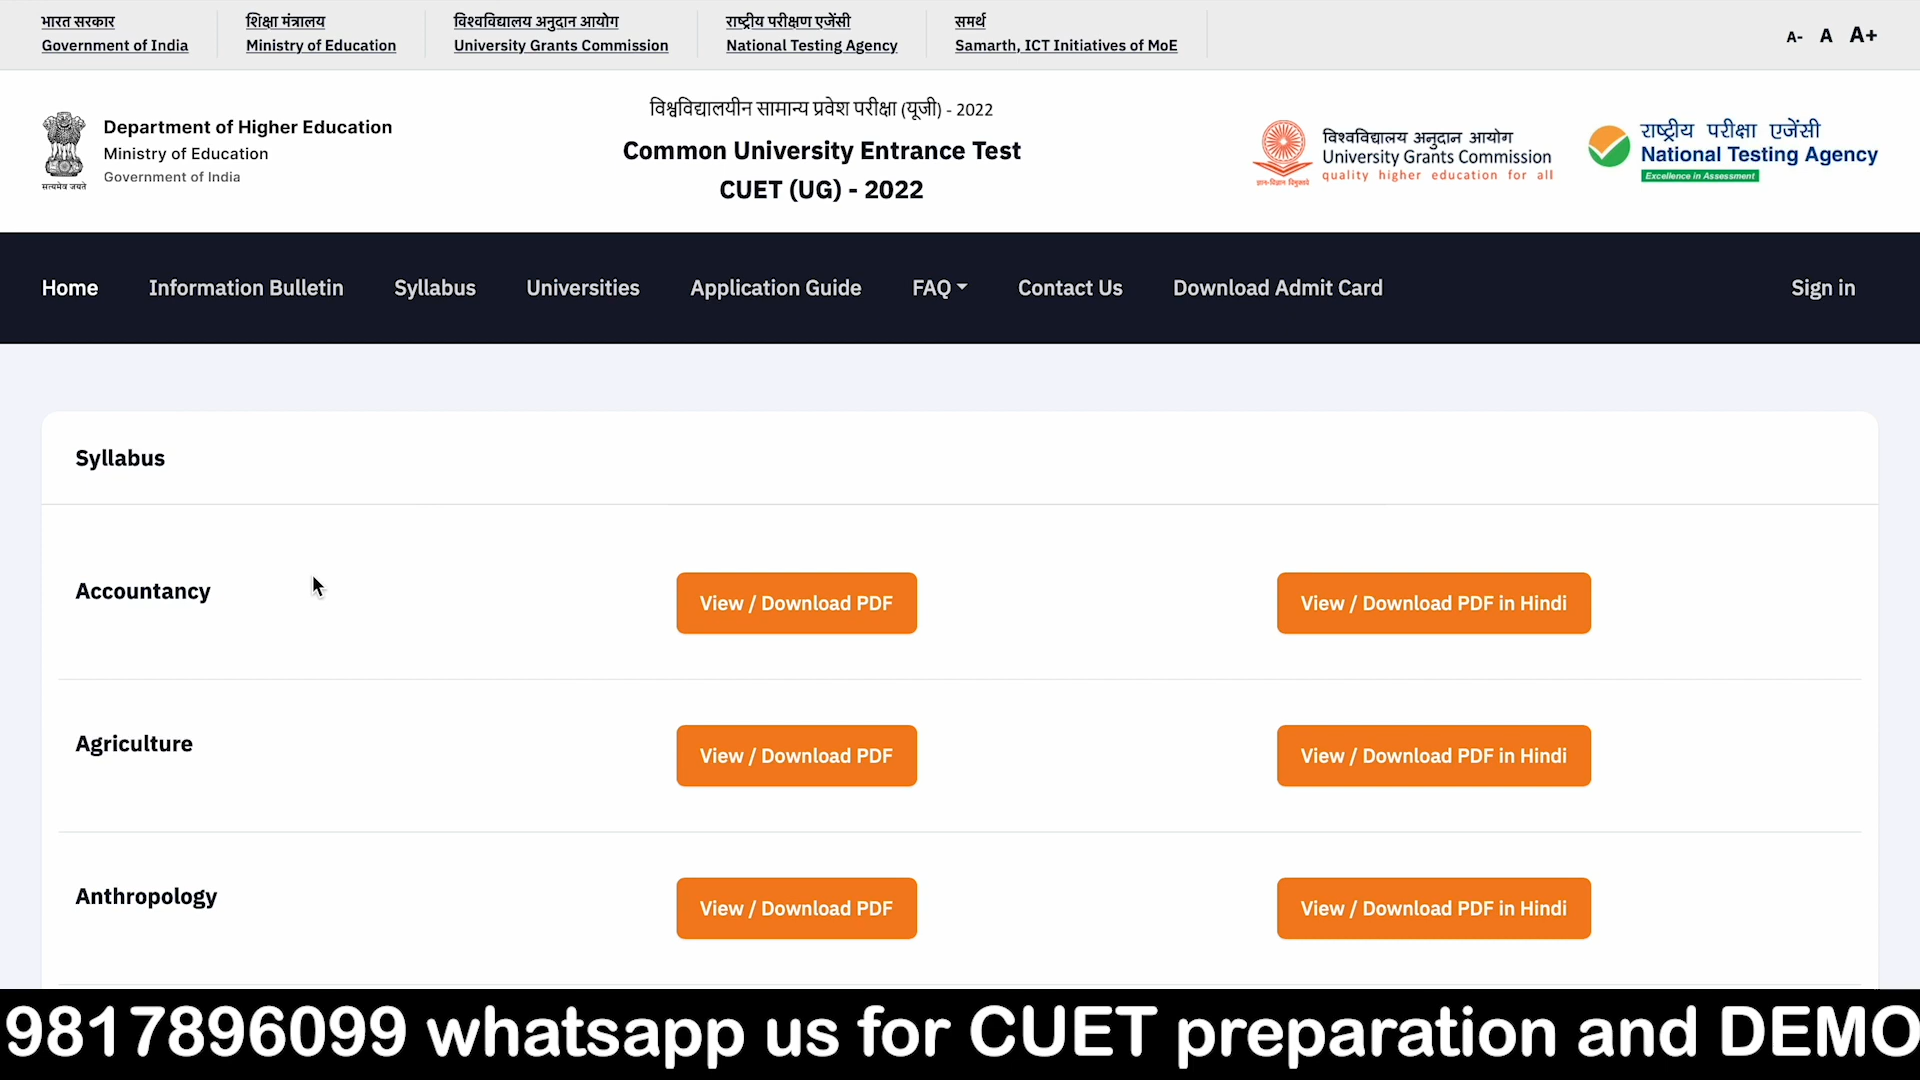 भारत सरकार
Government of India
शिक्षा मंत्रालय
Ministry of Education
विश्वविद्यालय अनुदान आयोग
University Grants Commission
राष्ट्रीय परीक्षण एजेंसी
National Testing Agency
समर्थ
Samarth, ICT Initiatives of MoE
A- A A+
सत्यमेव जयते
Department of Higher Education
Ministry of Education
Government of India
विश्वविद्यालयीन सामान्य प्रवेश परीक्षा (यूजी) - 2022
Common University Entrance Test
CUET (UG) - 2022
ज्ञान-विज्ञान विमुक्तये
विश्वविद्यालय अनुदान आयोग
University Grants Commission
quality higher education for all
राष्ट्रीय परीक्षा एजेंसी
National Testing Agency
Excellence in Assessment
Home Information Bulletin Syllabus Universities Application Guide FAQ Contact Us Download Admit Card Sign in
Syllabus
Accountancy View / Download PDF View / Download PDF in Hindi
Agriculture View / Download PDF View / Download PDF in Hindi
Anthropology View / Download PDF View / Download PDF in Hindi
9817896099 whatsapp us for CUET preparation and DEMO